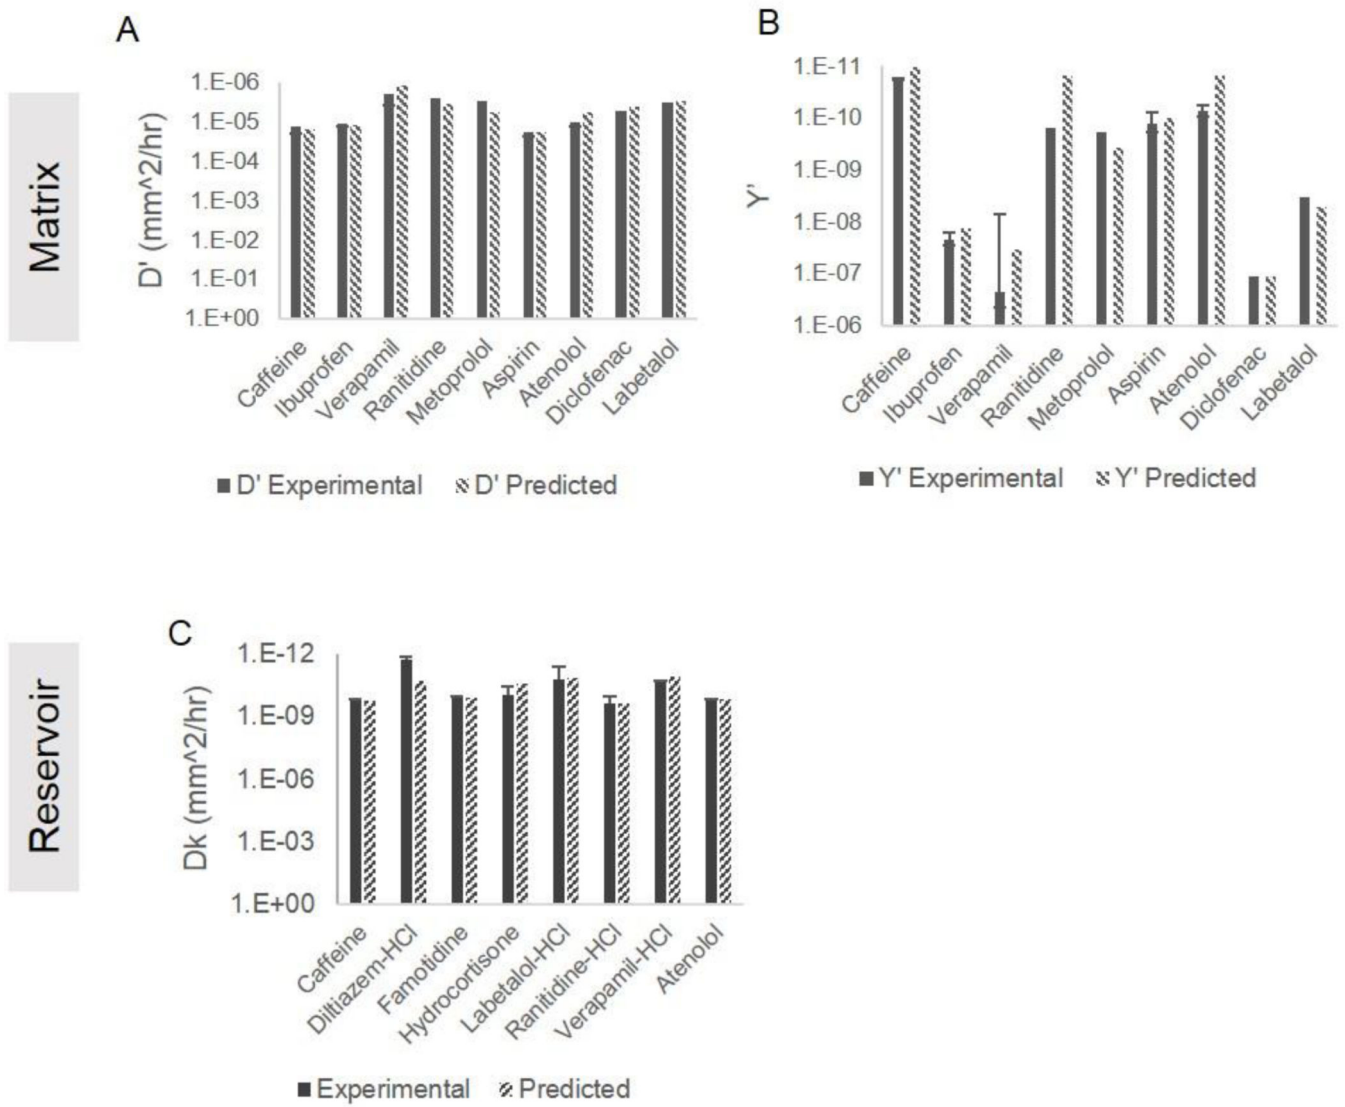 A
Matrix
D' (mm^2/hr)
1.E-06
1.E-05
1.E-04
1.E-03
1.E-02
1.E-01
1.E+00
Caffeine
Ibuprofen
Verapamil
Ranitidine
Metoprolol
Aspirin
Atenolol
Diclofenac
Labetalol
D' Experimental D' Predicted
B
Y'
1.E-11
1.E-10
1.E-09
1.E-08
1.E-07
1.E-06
Caffeine
Ibuprofen
Verapamil
Ranitidine
Metoprolol
Aspirin
Atenolol
Diclofenac
Labetalol
Y' Experimental Y' Predicted
Reservoir
C
Dk (mm^2/hr)
1.E-12
1.E-09
1.E-06
1.E-03
1.E+00
Caffeine
Diltiazem-HCl
Famotidine
Hydrocortisone
Labetalol-HCl
Ranitidine-HCl
Verapamil-HCl
Atenolol
Experimental Predicted